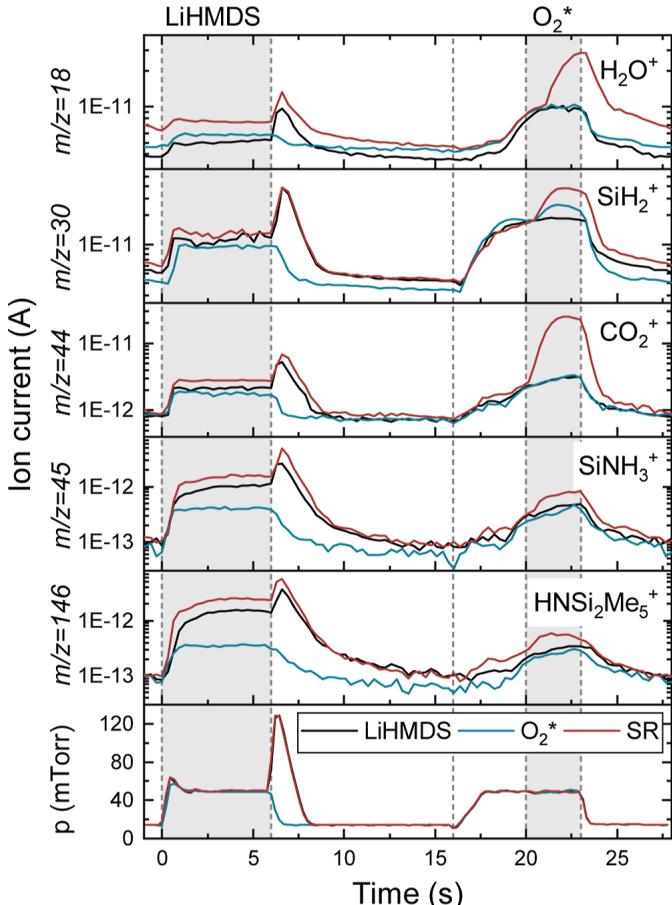 LiHMDS O₂*
H₂O⁺
m/z=18
1E-11
SiH₂⁺
m/z=30
1E-11
CO₂⁺
m/z=44
1E-11
1E-12
SiNH₃⁺
m/z=45
1E-12
1E-13
HNSi₂Me₅⁺
m/z=146
1E-12
1E-13
Ion current (A)
LiHMDS O₂* SR
p (mTorr)
120
80
40
0
0 5 10 15 20 25
Time (s)